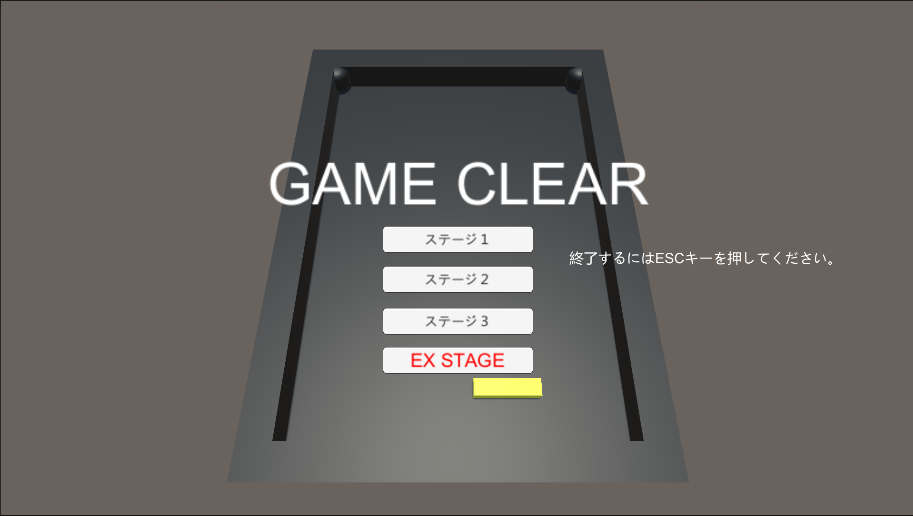 GAME CLEAR
ステージ 1
終了するにはESCキーを押してください。
ステージ 2
ステージ 3
EX STAGE